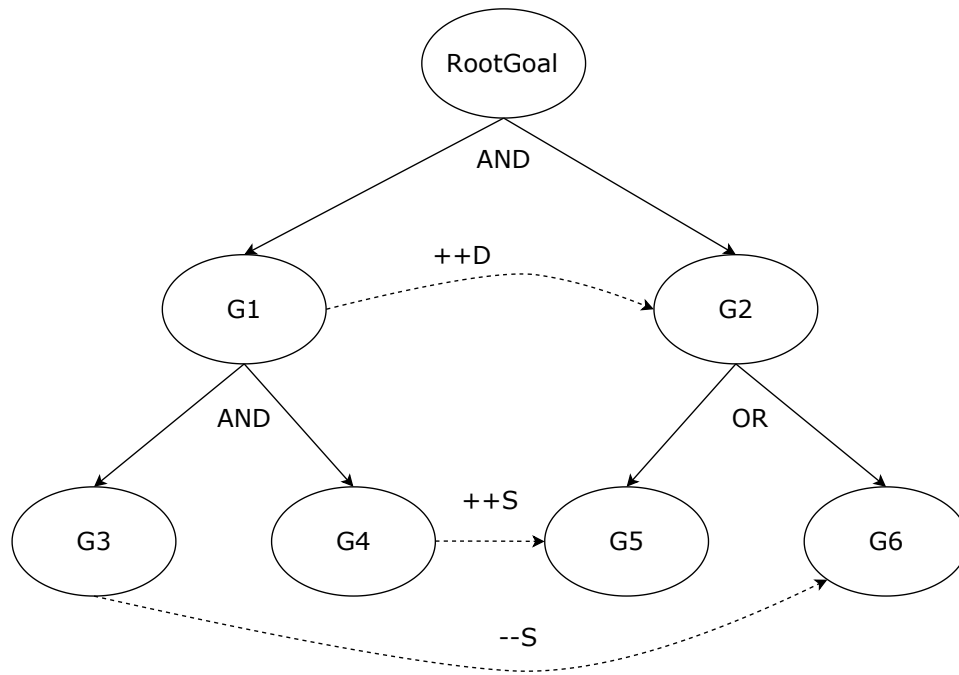 RootGoal
AND
++D
G1
G2
AND
OR
++S
G3
G4
G5
G6
--S